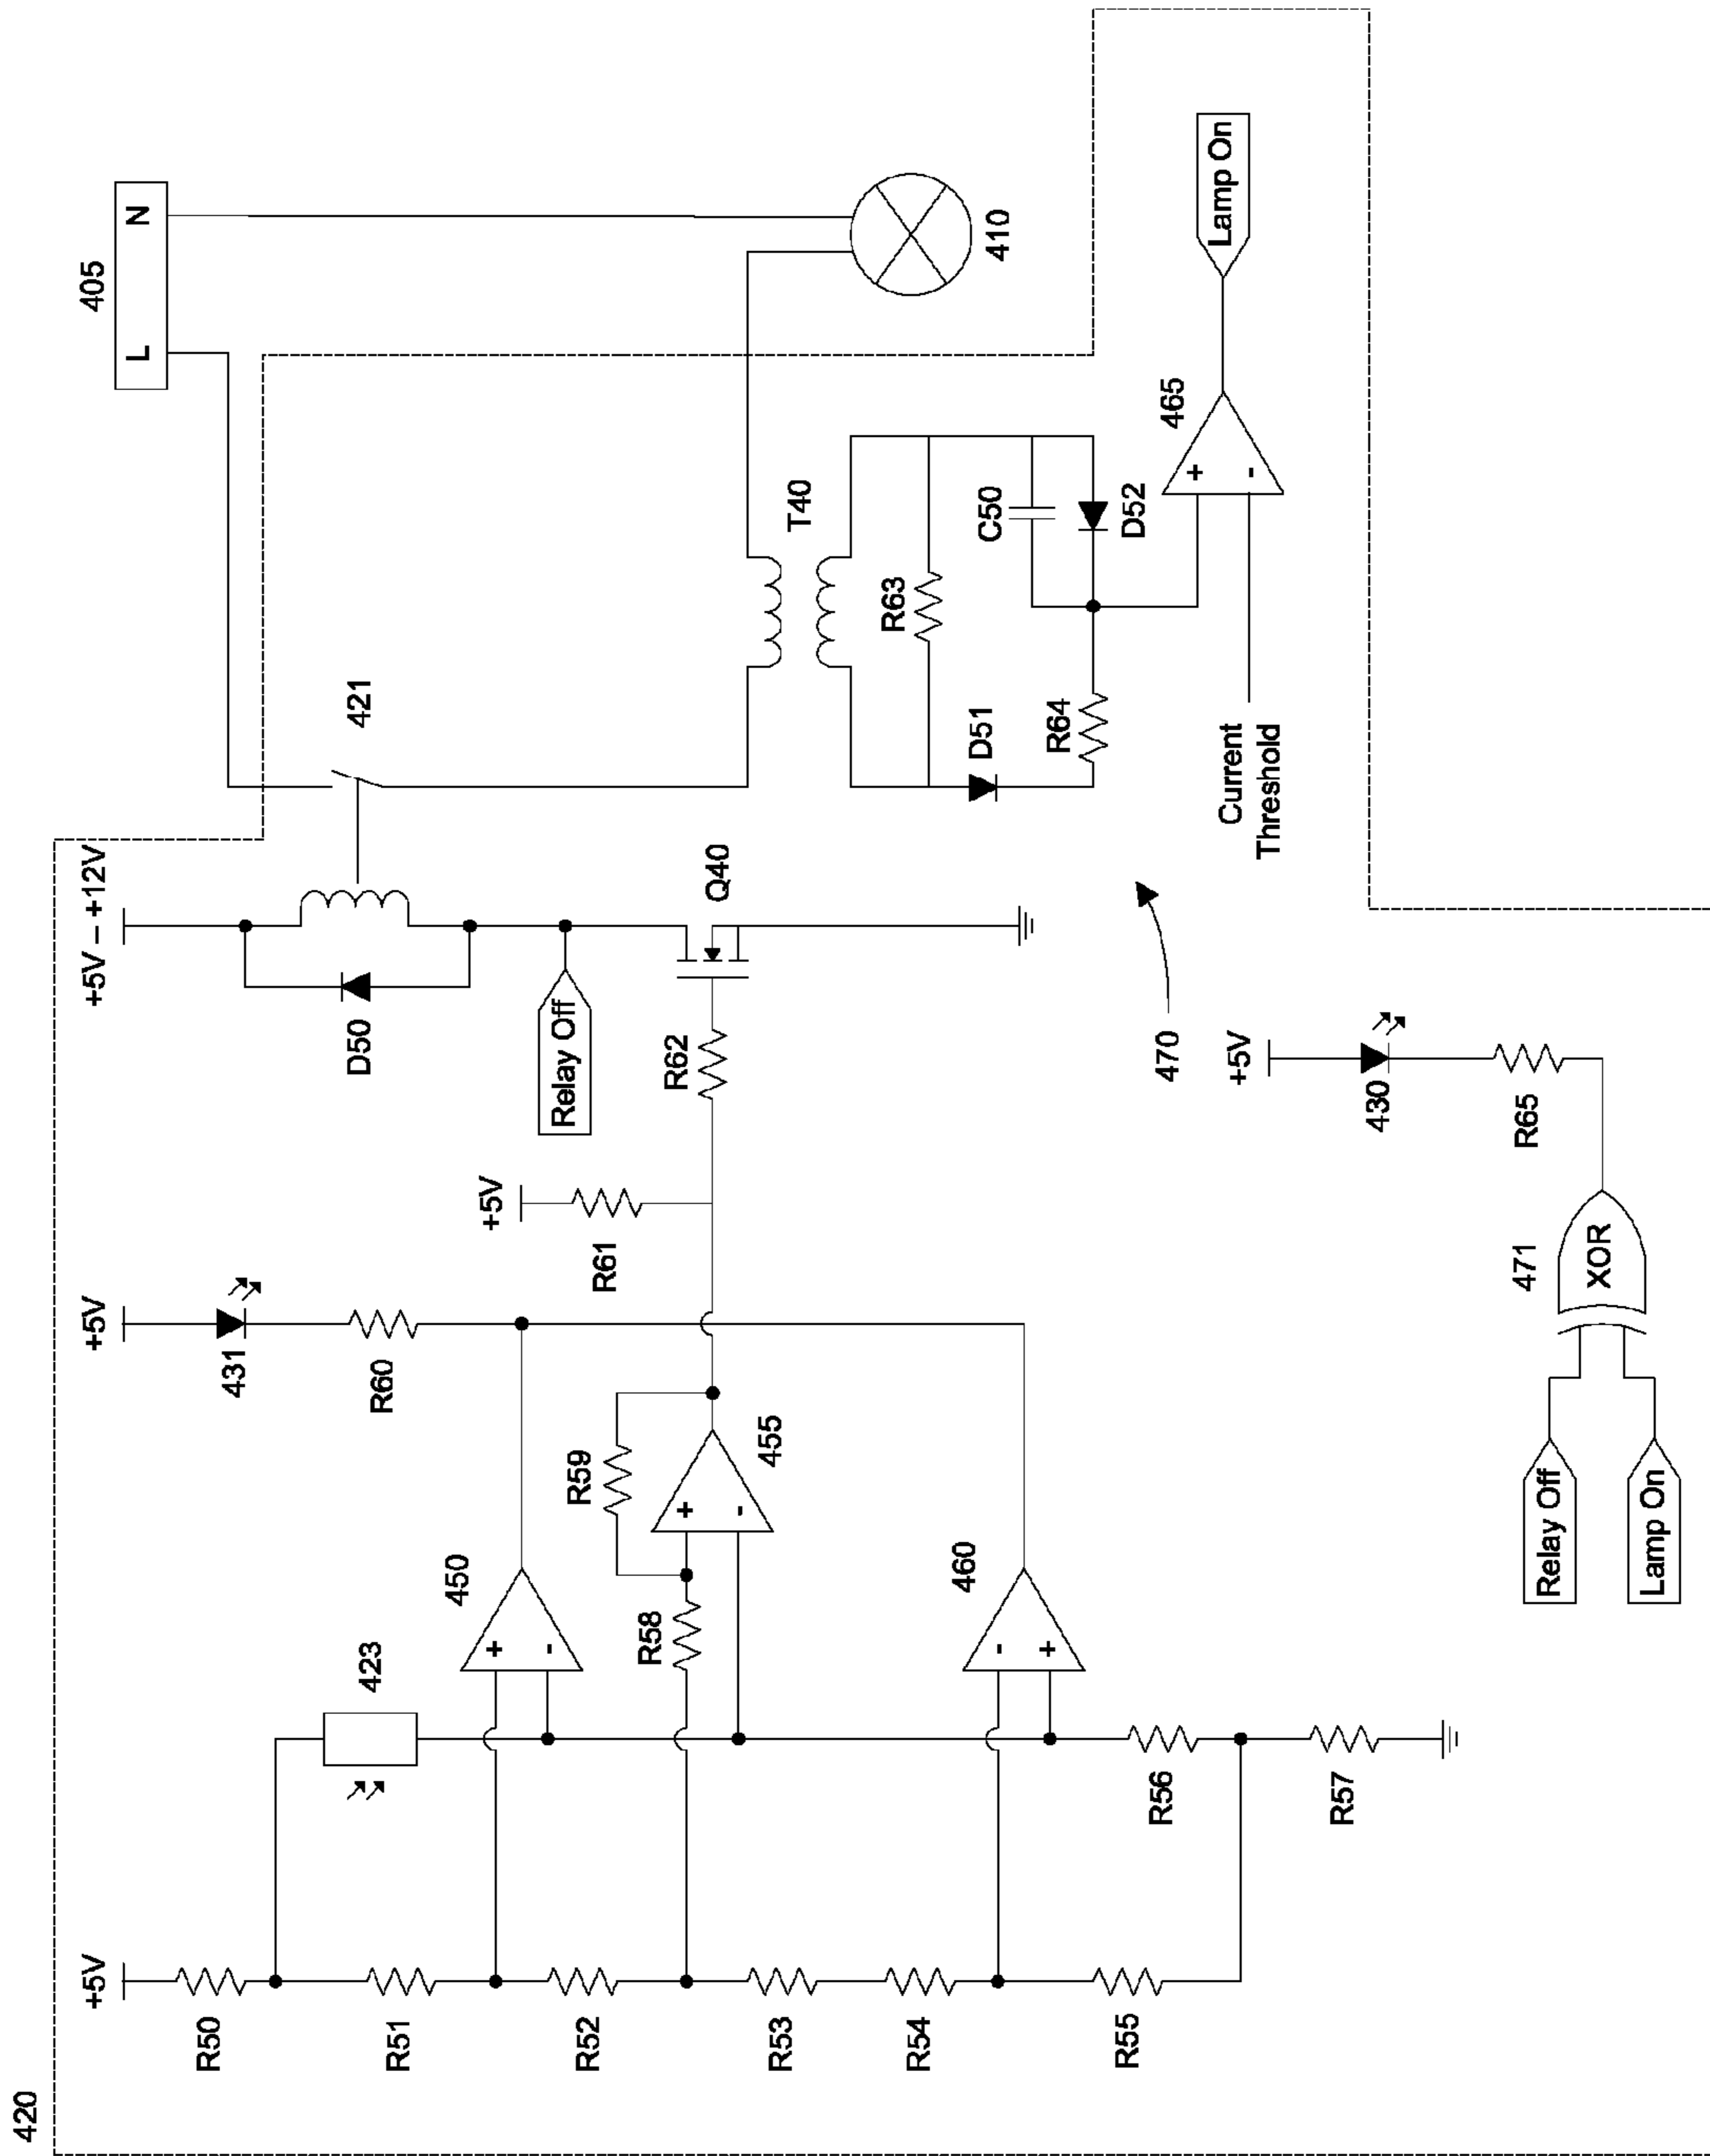 420
405
L N
+5V
+5V
+5V – +12V
R50
R51
R52
R53
R54
R55
423
450
+
-
R58
R59
+
-
455
460
-
+
R56
R57
431
R60
+5V
R61
R62
D50
Relay Off
Q40
421
T40
410
R63
C50
D51
D52
R64
+
-
465
Lamp On
Current
Threshold
470
+5V
430
R65
471
XOR
Relay Off
Lamp On